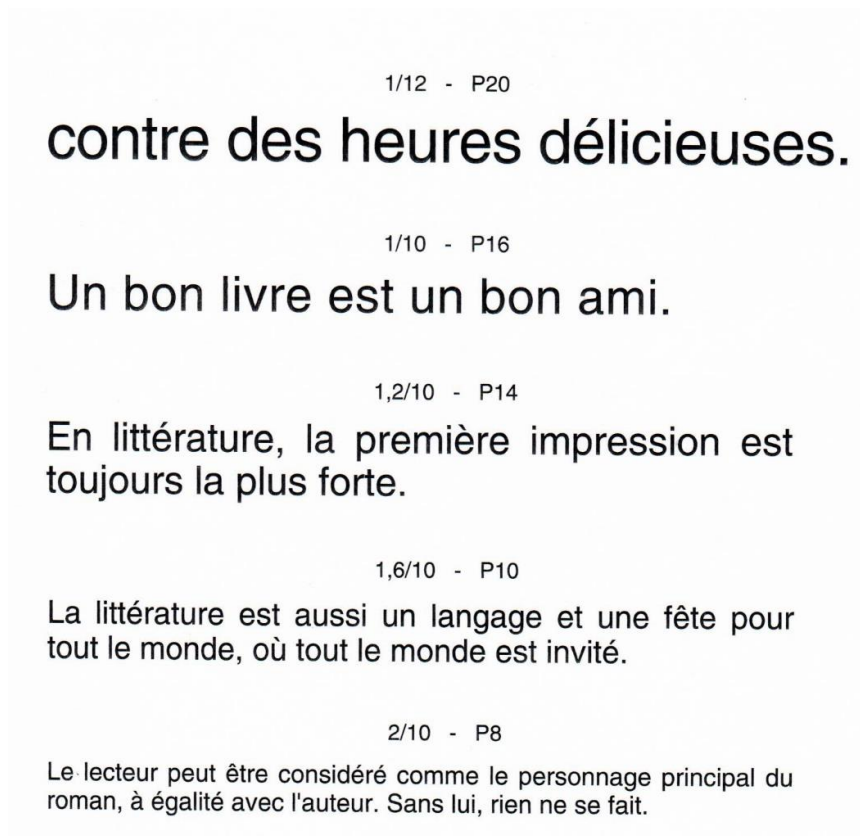 1/12 - P20
contre des heures délicieuses.
1/10 - P16
Un bon livre est un bon ami.
1,2/10 - P14
En littérature, la première impression est
toujours la plus forte.
1,6/10 - P10
La littérature est aussi un langage et une fête pour
tout le monde, où tout le monde est invité.
2/10 - P8
Le lecteur peut être considéré comme le personnage principal du
roman, à égalité avec l'auteur. Sans lui, rien ne se fait.